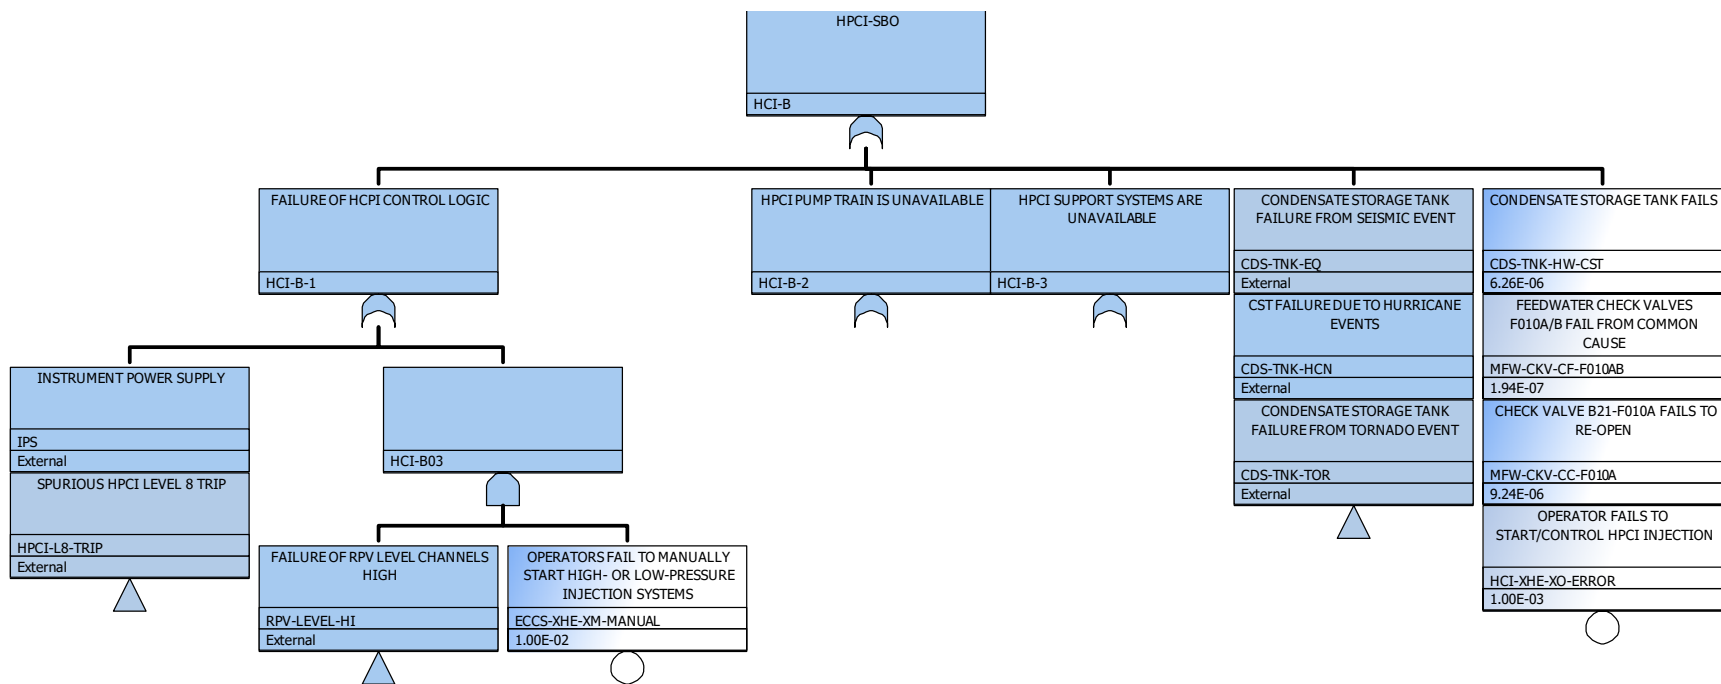 HPCI-SBO
HCI-B
FAILURE OF HCPI CONTROL LOGIC
HCI-B-1
HPCI PUMP TRAIN IS UNAVAILABLE
HCI-B-2
HPCI SUPPORT SYSTEMS ARE
UNAVAILABLE
HCI-B-3
CONDENSATE STORAGE TANK
FAILURE FROM SEISMIC EVENT
CDS-TNK-EQ
External
CST FAILURE DUE TO HURRICANE
EVENTS
CDS-TNK-HCN
External
CONDENSATE STORAGE TANK
FAILURE FROM TORNADO EVENT
CDS-TNK-TOR
External
CONDENSATE STORAGE TANK FAILS
CDS-TNK-HW-CST
6.26E-06
FEEDWATER CHECK VALVES
F010A/B FAIL FROM COMMON
CAUSE
MFW-CKV-CF-F010AB
1.94E-07
CHECK VALVE B21-F010A FAILS TO
RE-OPEN
MFW-CKV-CC-F010A
9.24E-06
OPERATOR FAILS TO
START/CONTROL HPCI INJECTION
HCI-XHE-XO-ERROR
1.00E-03
INSTRUMENT POWER SUPPLY
IPS
External
SPURIOUS HPCI LEVEL 8 TRIP
HPCI-L8-TRIP
External
HCI-B03
FAILURE OF RPV LEVEL CHANNELS
HIGH
RPV-LEVEL-HI
External
OPERATORS FAIL TO MANUALLY
START HIGH- OR LOW-PRESSURE
INJECTION SYSTEMS
ECCS-XHE-XM-MANUAL
1.00E-02